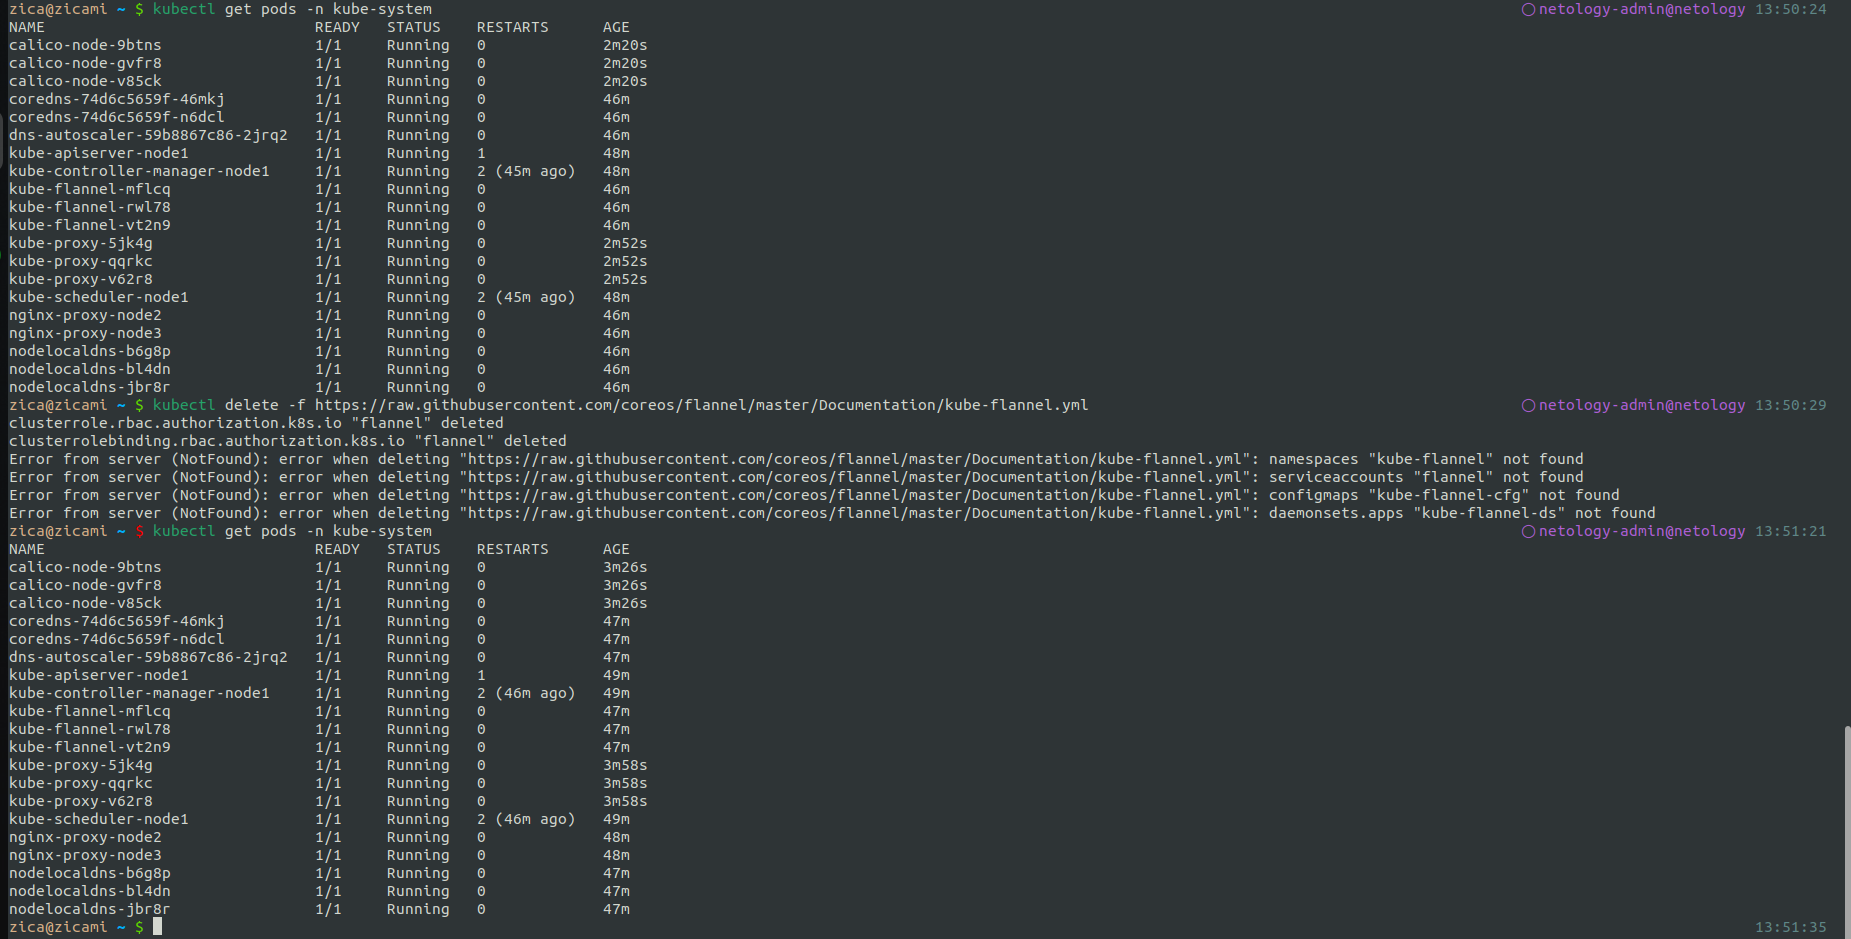 zica@zicami ~ $ kubectl get pods -n kube-system netology-admin@netology 13:50:24
NAME READY STATUS RESTARTS AGE
calico-node-9btns 1/1 Running 0 2m20s
calico-node-gvfr8 1/1 Running 0 2m20s
calico-node-v85ck 1/1 Running 0 2m20s
coredns-74d6c5659f-46mkj 1/1 Running 0 46m
coredns-74d6c5659f-n6dcl 1/1 Running 0 46m
dns-autoscaler-59b8867c86-2jrq2 1/1 Running 0 46m
kube-apiserver-node1 1/1 Running 1 48m
kube-controller-manager-node1 1/1 Running 2 (45m ago) 48m
kube-flannel-mflcq 1/1 Running 0 46m
kube-flannel-rwl78 1/1 Running 0 46m
kube-flannel-vt2n9 1/1 Running 0 46m
kube-proxy-5jk4g 1/1 Running 0 2m52s
kube-proxy-qqrkc 1/1 Running 0 2m52s
kube-proxy-v62r8 1/1 Running 0 2m52s
kube-scheduler-node1 1/1 Running 2 (45m ago) 48m
nginx-proxy-node2 1/1 Running 0 46m
nginx-proxy-node3 1/1 Running 0 46m
nodelocaldns-b6g8p 1/1 Running 0 46m
nodelocaldns-bl4dn 1/1 Running 0 46m
nodelocaldns-jbr8r 1/1 Running 0 46m
zica@zicami ~ $ kubectl delete -f https://raw.githubusercontent.com/coreos/flannel/master/Documentation/kube-flannel.yml netology-admin@netology 13:50:29
clusterrole.rbac.authorization.k8s.io "flannel" deleted
clusterrolebinding.rbac.authorization.k8s.io "flannel" deleted
Error from server (NotFound): error when deleting "https://raw.githubusercontent.com/coreos/flannel/master/Documentation/kube-flannel.yml": namespaces "kube-flannel" not found
Error from server (NotFound): error when deleting "https://raw.githubusercontent.com/coreos/flannel/master/Documentation/kube-flannel.yml": serviceaccounts "flannel" not found
Error from server (NotFound): error when deleting "https://raw.githubusercontent.com/coreos/flannel/master/Documentation/kube-flannel.yml": configmaps "kube-flannel-cfg" not found
Error from server (NotFound): error when deleting "https://raw.githubusercontent.com/coreos/flannel/master/Documentation/kube-flannel.yml": daemonsets.apps "kube-flannel-ds" not found
zica@zicami ~ $ kubectl get pods -n kube-system netology-admin@netology 13:51:21
NAME READY STATUS RESTARTS AGE
calico-node-9btns 1/1 Running 0 3m26s
calico-node-gvfr8 1/1 Running 0 3m26s
calico-node-v85ck 1/1 Running 0 3m26s
coredns-74d6c5659f-46mkj 1/1 Running 0 47m
coredns-74d6c5659f-n6dcl 1/1 Running 0 47m
dns-autoscaler-59b8867c86-2jrq2 1/1 Running 0 47m
kube-apiserver-node1 1/1 Running 1 49m
kube-controller-manager-node1 1/1 Running 2 (46m ago) 49m
kube-flannel-mflcq 1/1 Running 0 47m
kube-flannel-rwl78 1/1 Running 0 47m
kube-flannel-vt2n9 1/1 Running 0 47m
kube-proxy-5jk4g 1/1 Running 0 3m58s
kube-proxy-qqrkc 1/1 Running 0 3m58s
kube-proxy-v62r8 1/1 Running 0 3m58s
kube-scheduler-node1 1/1 Running 2 (46m ago) 49m
nginx-proxy-node2 1/1 Running 0 48m
nginx-proxy-node3 1/1 Running 0 48m
nodelocaldns-b6g8p 1/1 Running 0 47m
nodelocaldns-bl4dn 1/1 Running 0 47m
nodelocaldns-jbr8r 1/1 Running 0 47m
zica@zicami ~ $ 13:51:35